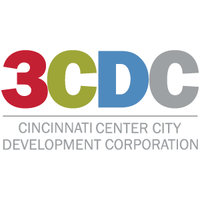 3CDC
CINCINNATI CENTER CITY
DEVELOPMENT CORPORATION